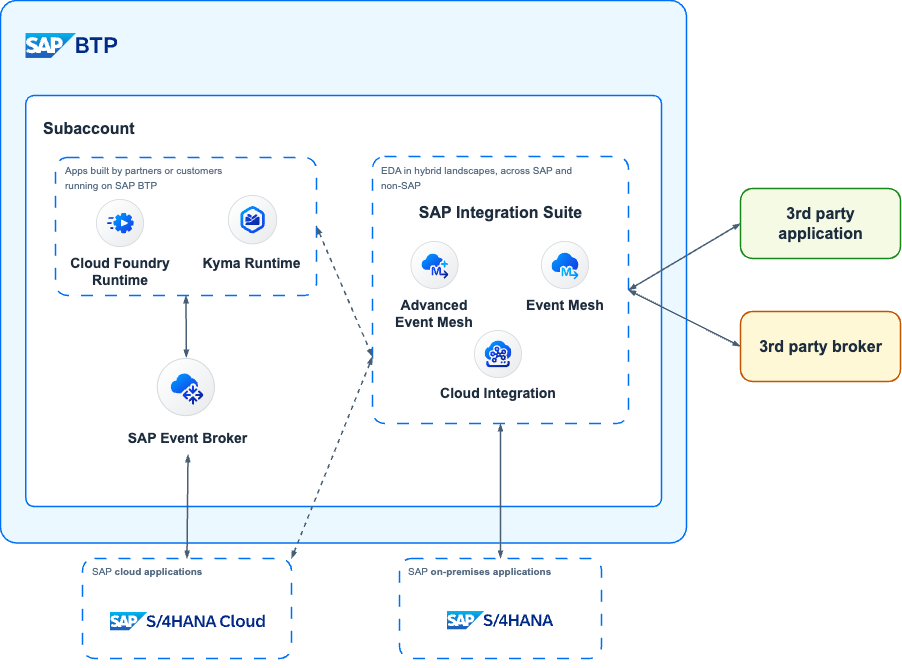 SAP BTP
Subaccount
Apps built by partners or customers
running on SAP BTP
Cloud Foundry
Runtime
Kyma Runtime
SAP Event Broker
EDA in hybrid landscapes, across SAP and
non-SAP
SAP Integration Suite
M
Advanced
Event Mesh
M
Event Mesh
Cloud Integration
3rd party
application
3rd party broker
SAP cloud applications
SAP S/4HANA Cloud
SAP on-premises applications
SAP S/4HANA